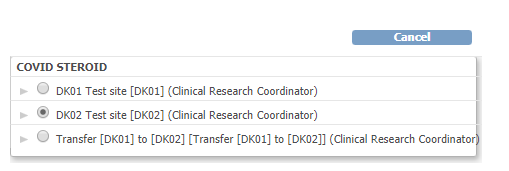 Cancel
COVID STEROID
DK01 Test site [DK01] (Clinical Research Coordinator)
DK02 Test site [DK02] (Clinical Research Coordinator)
Transfer [DK01] to [DK02] [Transfer [DK01] to [DK02]] (Clinical Research Coordinator)